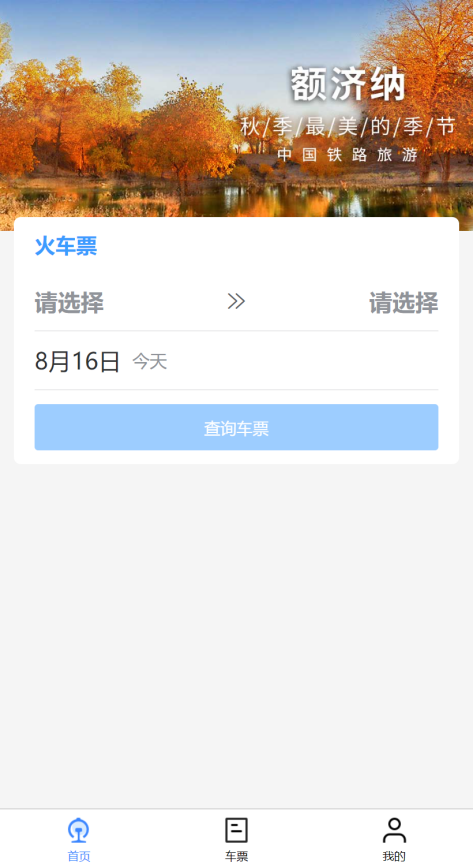 额济纳
秋/季/最/美/的/季/节
中国铁路旅游
火车票
请选择
请选择
8月16日 今天
查询车票
首页
车票
我的